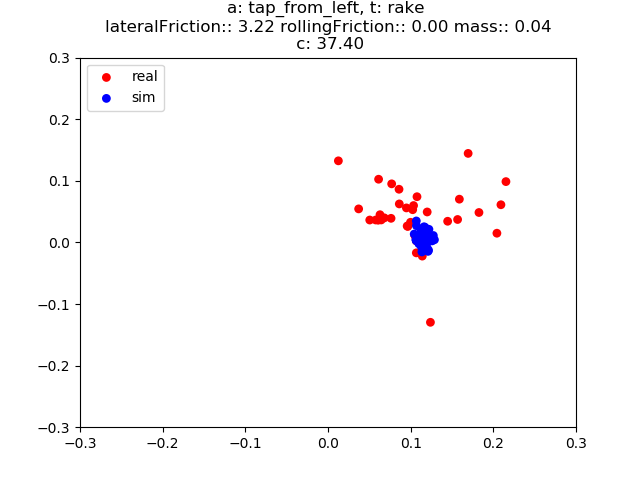 a: tap_from_left, t: rake
lateralFriction:: 3.22 rollingFriction:: 0.00 mass:: 0.04
c: 37.40
real
sim
0.3
0.2
0.1
0.0
−0.1
−0.2
−0.3
−0.3 −0.2 −0.1 0.0 0.1 0.2 0.3